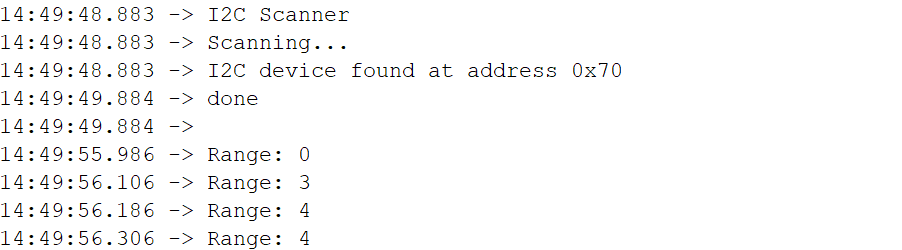 14:49:48.883 -> I2C Scanner
14:49:48.883 -> Scanning...
14:49:48.883 -> I2C device found at address 0x70
14:49:49.884 -> done
14:49:49.884 ->
14:49:55.986 -> Range: 0
14:49:56.106 -> Range: 3
14:49:56.186 -> Range: 4
14:49:56.306 -> Range: 4